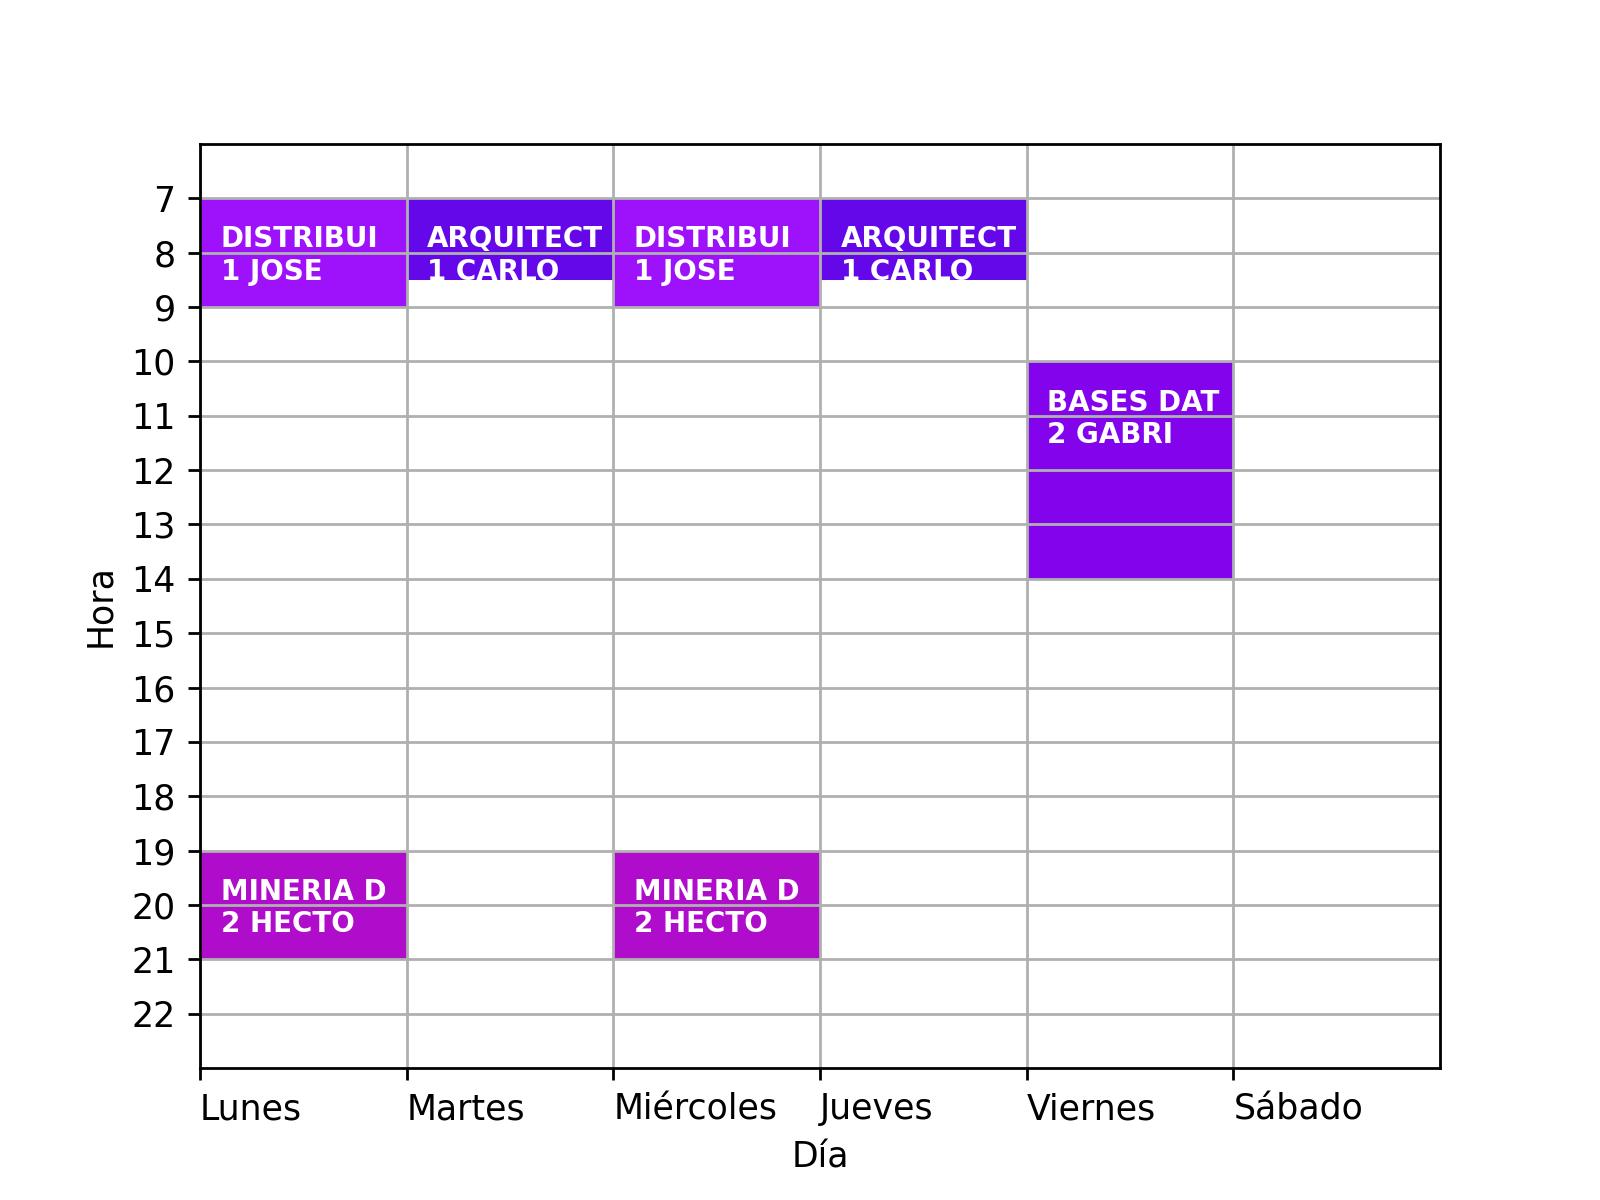 7
DISTRIBUI
1 JOSE
ARQUITECT
1 CARLO
DISTRIBUI
1 JOSE
ARQUITECT
1 CARLO
8
9
10
BASES DAT
2 GABRI
11
12
13
14
Hora
15
16
17
18
19
MINERIA D
2 HECTO
MINERIA D
2 HECTO
20
21
22
Lunes
Martes
Miércoles
Jueves
Viernes
Sábado
Día